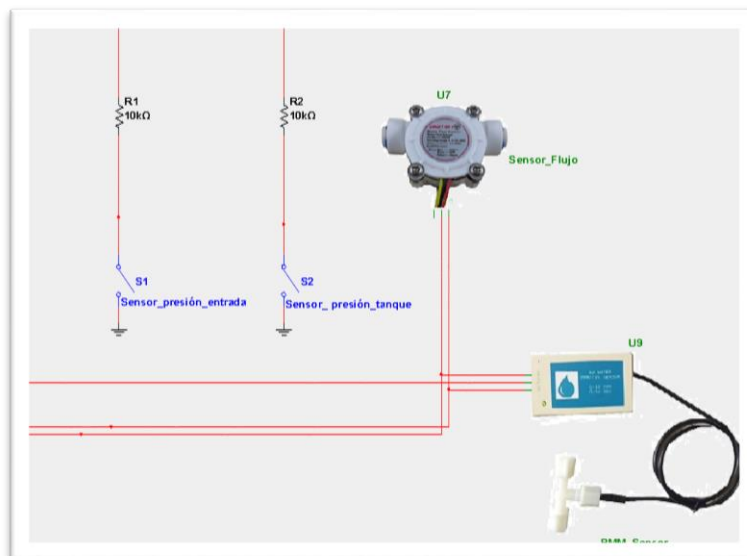 R1
10kΩ
R2
10kΩ
U7
Sensor_Flujo
S1
Sensor_presión_entrada
S2
Sensor_ presión_tanque
U9